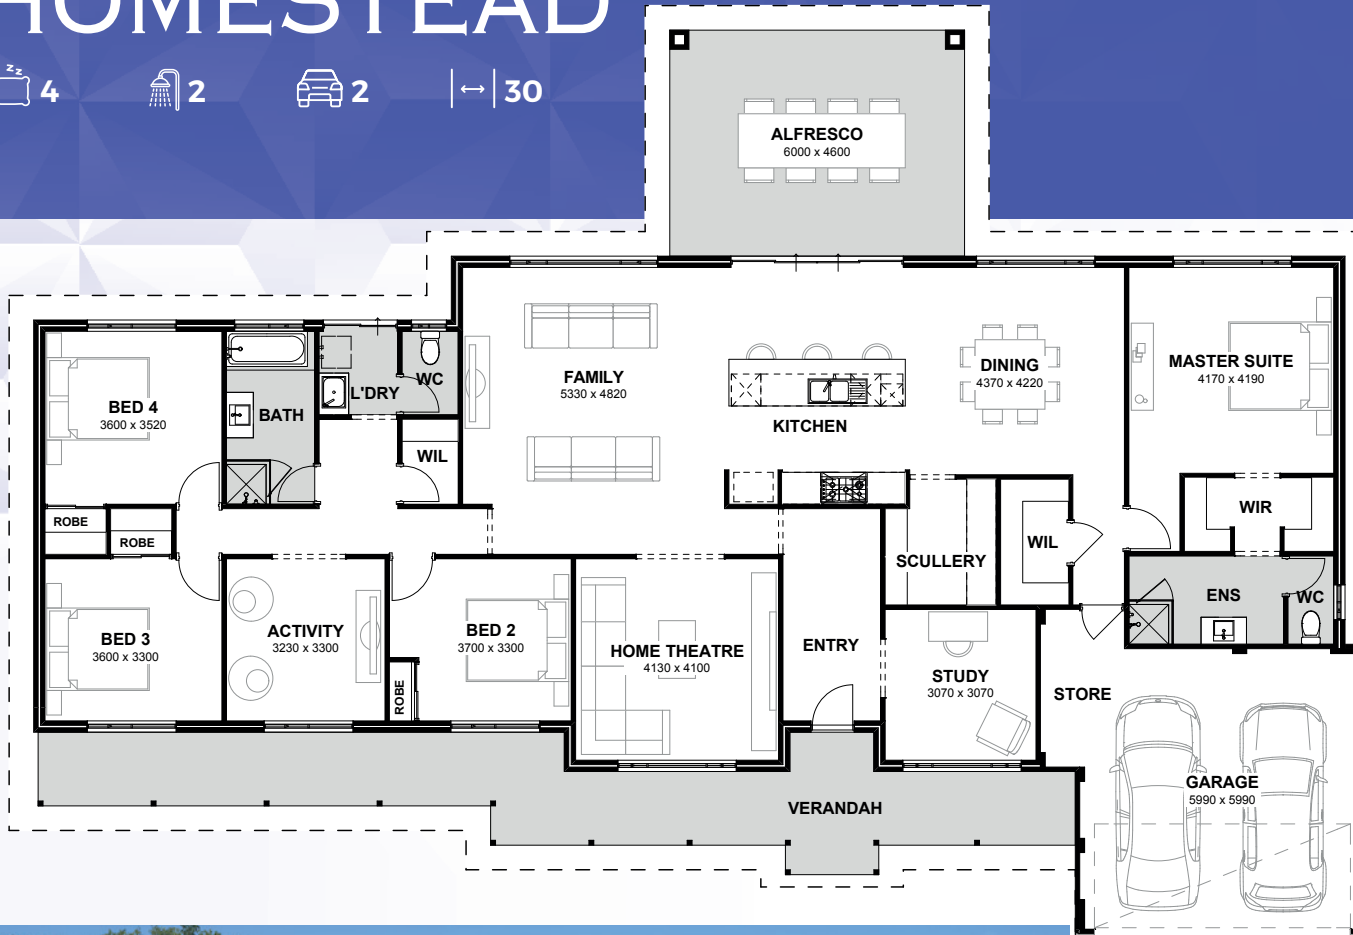 HOMESTEAD
zz 4
2
2
30
ALFRESCO
6000 x 4600
FAMILY
5330 x 4820
DINING
4370 x 4220
MASTER SUITE
4170 x 4190
BED 4
3600 x 3520
BATH
L'DRY
WC
WIL
KITCHEN
WIR
ROBE
ROBE
SCULLERY
WIL
ENS
WC
BED 3
3600 x 3300
ACTIVITY
3230 x 3300
BED 2
3700 x 3300
ROBE
HOME THEATRE
4130 x 4100
ENTRY
STUDY
3070 x 3070
STORE
GARAGE
5990 x 5990
VERANDAH